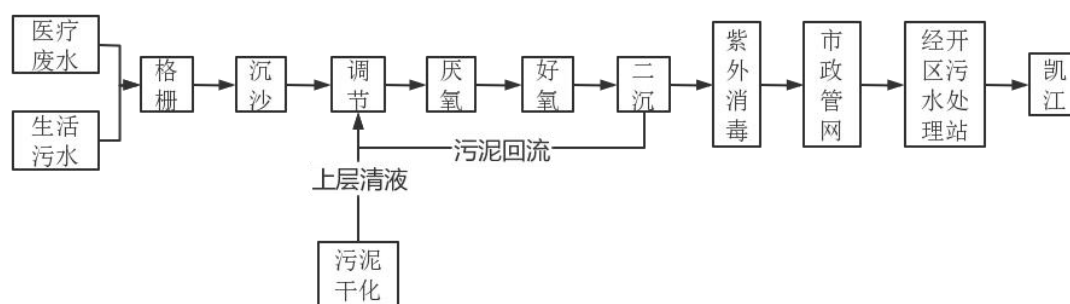 医疗
废水
生活
污水
格
栅
沉
沙
调
节
厌
氧
好
氧
二
沉
紫
外
消
毒
市
政
管
网
经开
区污
水处
理站
凯
江
污泥回流
上层清液
污泥
干化